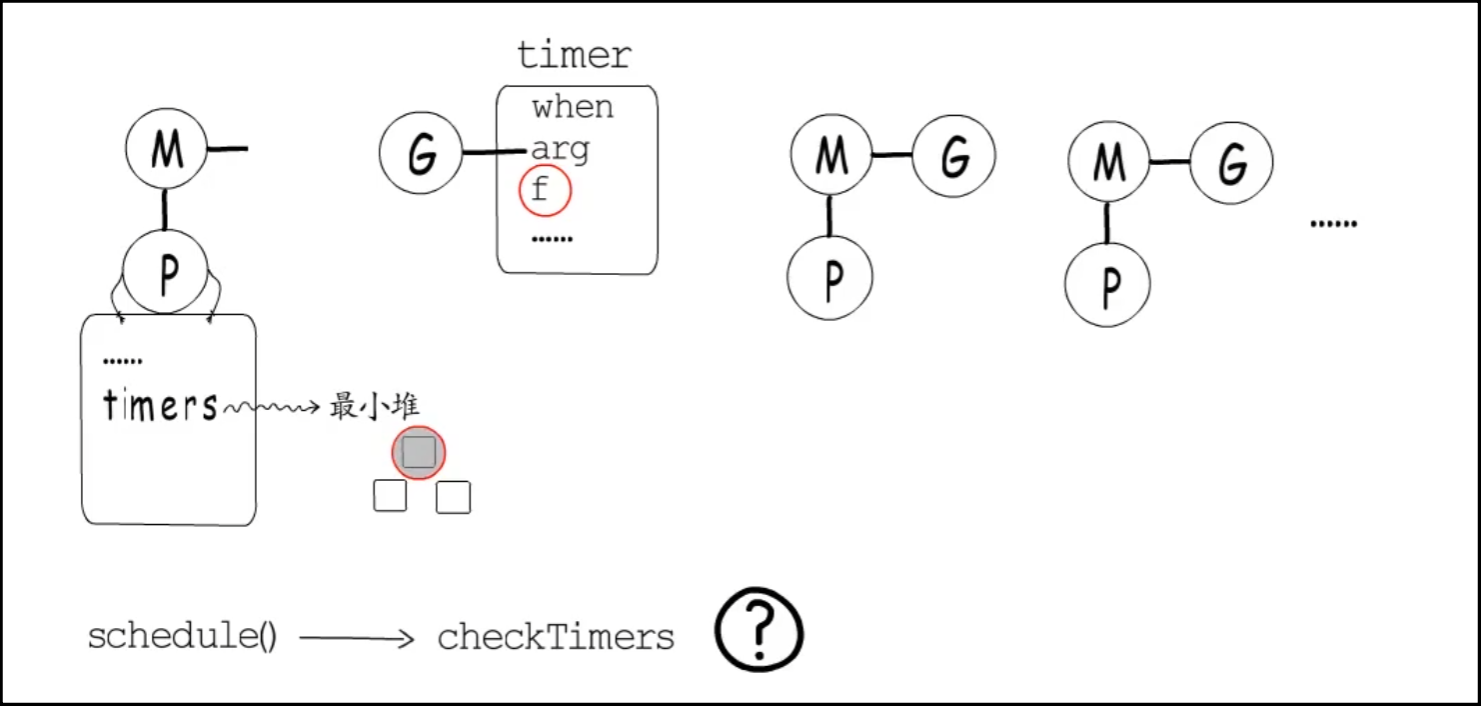 timer
when
M G arg M G M G
f
......
P P P
......
......
timers 最小堆
schedule() checkTimers ?